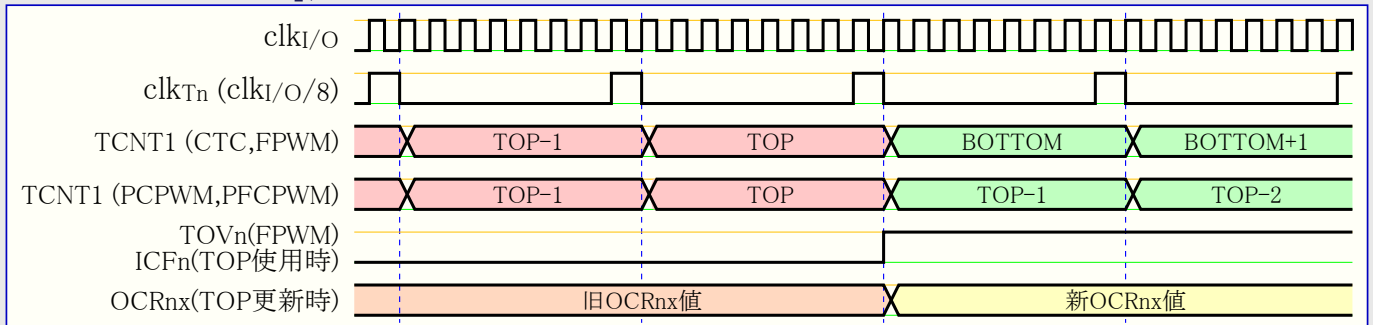 clkI/O
clkTn (clkI/O/8)
TCNT1 (CTC,FPWM) TOP-1 TOP BOTTOM BOTTOM+1
TCNT1 (PCPWM,PFCPWM) TOP-1 TOP TOP-1 TOP-2
TOVn(FPWM)
ICFn(TOP使用時)
OCRnx(TOP更新時) 旧OCRnx値 新OCRnx値